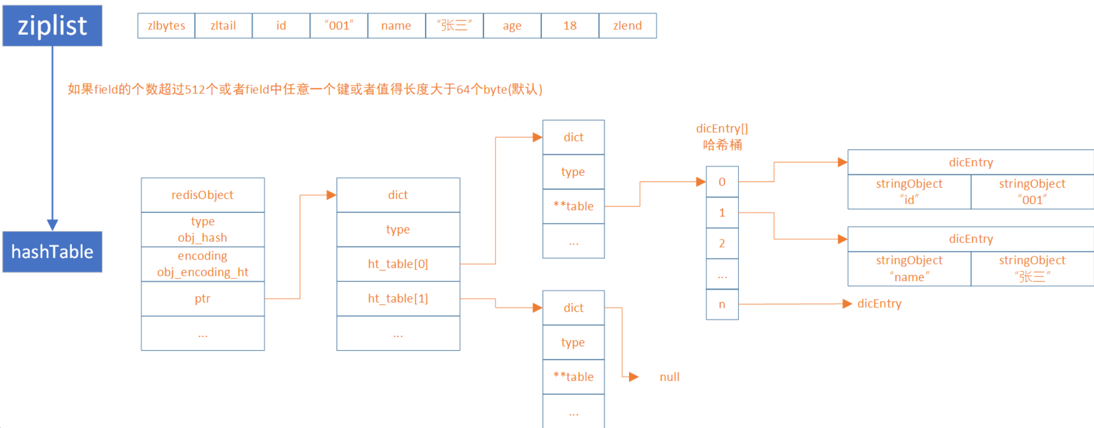 ziplist
zlbytes zltail id "001" name "张三" age 18 zlend
如果field的个数超过512个或者field中任意一个键或者值得长度大于64个byte(默认)
hashTable
redisObject
type
obj_hash
encoding
obj_encoding_ht
ptr
...
dict
type
ht_table[0]
ht_table[1]
...
dict
type
**table
...
dict
type
**table
...
null
dicEntry[]
哈希桶
0
1
2
...
n
dicEntry
stringObject
"id"
stringObject
"001"
dicEntry
stringObject
"name"
stringObject
"张三"
dicEntry